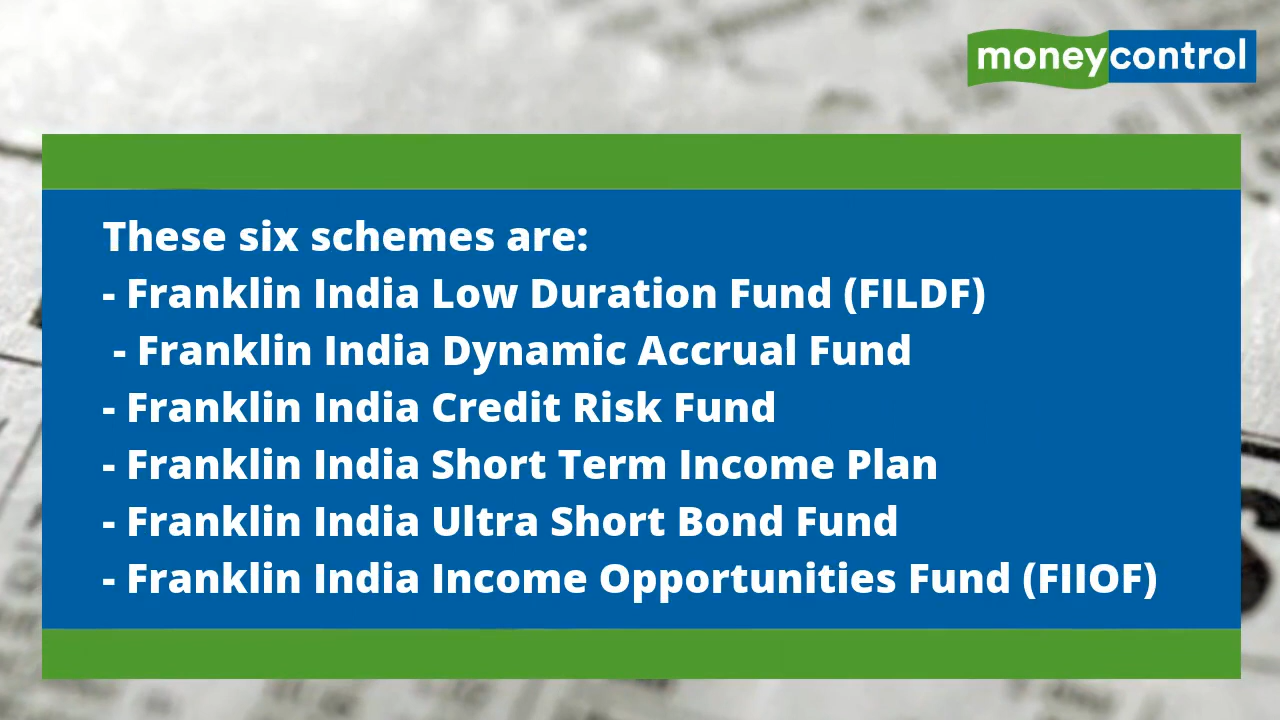 moneycontrol
These six schemes are:
- Franklin India Low Duration Fund (FILDF)
- Franklin India Dynamic Accrual Fund
- Franklin India Credit Risk Fund
- Franklin India Short Term Income Plan
- Franklin India Ultra Short Bond Fund
- Franklin India Income Opportunities Fund (FIIOF)